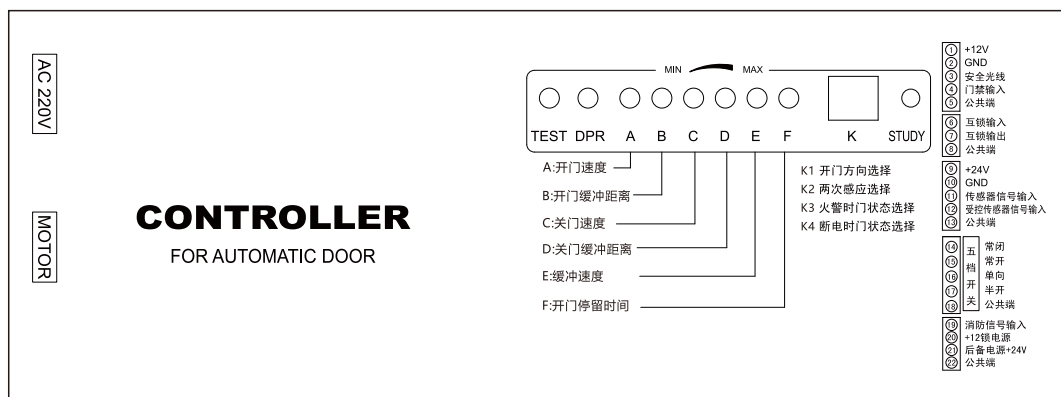 AC 220V
MOTOR
CONTROLLER
FOR AUTOMATIC DOOR
MIN MAX
TEST DPR A B C D E F K STUDY
A:开门速度
B:开门缓冲距离
C:关门速度
D:关门缓冲距离
E:缓冲速度
F:开门停留时间
K1 开门方向选择
K2 两次感应选择
K3 火警时门状态选择
K4 断电时门状态选择
① +12V
② GND
③ 安全光线
④ 门禁输入
⑤ 公共端
⑥ 互锁输入
⑦ 互锁输出
⑧ 公共端
⑨ +24V
⑩ GND
⑪ 传感器信号输入
⑫ 受控传感器信号输入
⑬ 公共端
五档开关
⑭ 常闭
⑮ 常开
⑯ 单向
⑰ 半开
⑱ 公共端
⑲ 消防信号输入
⑳ +12锁电源
㉑ 后备电源+24V
㉒ 公共端